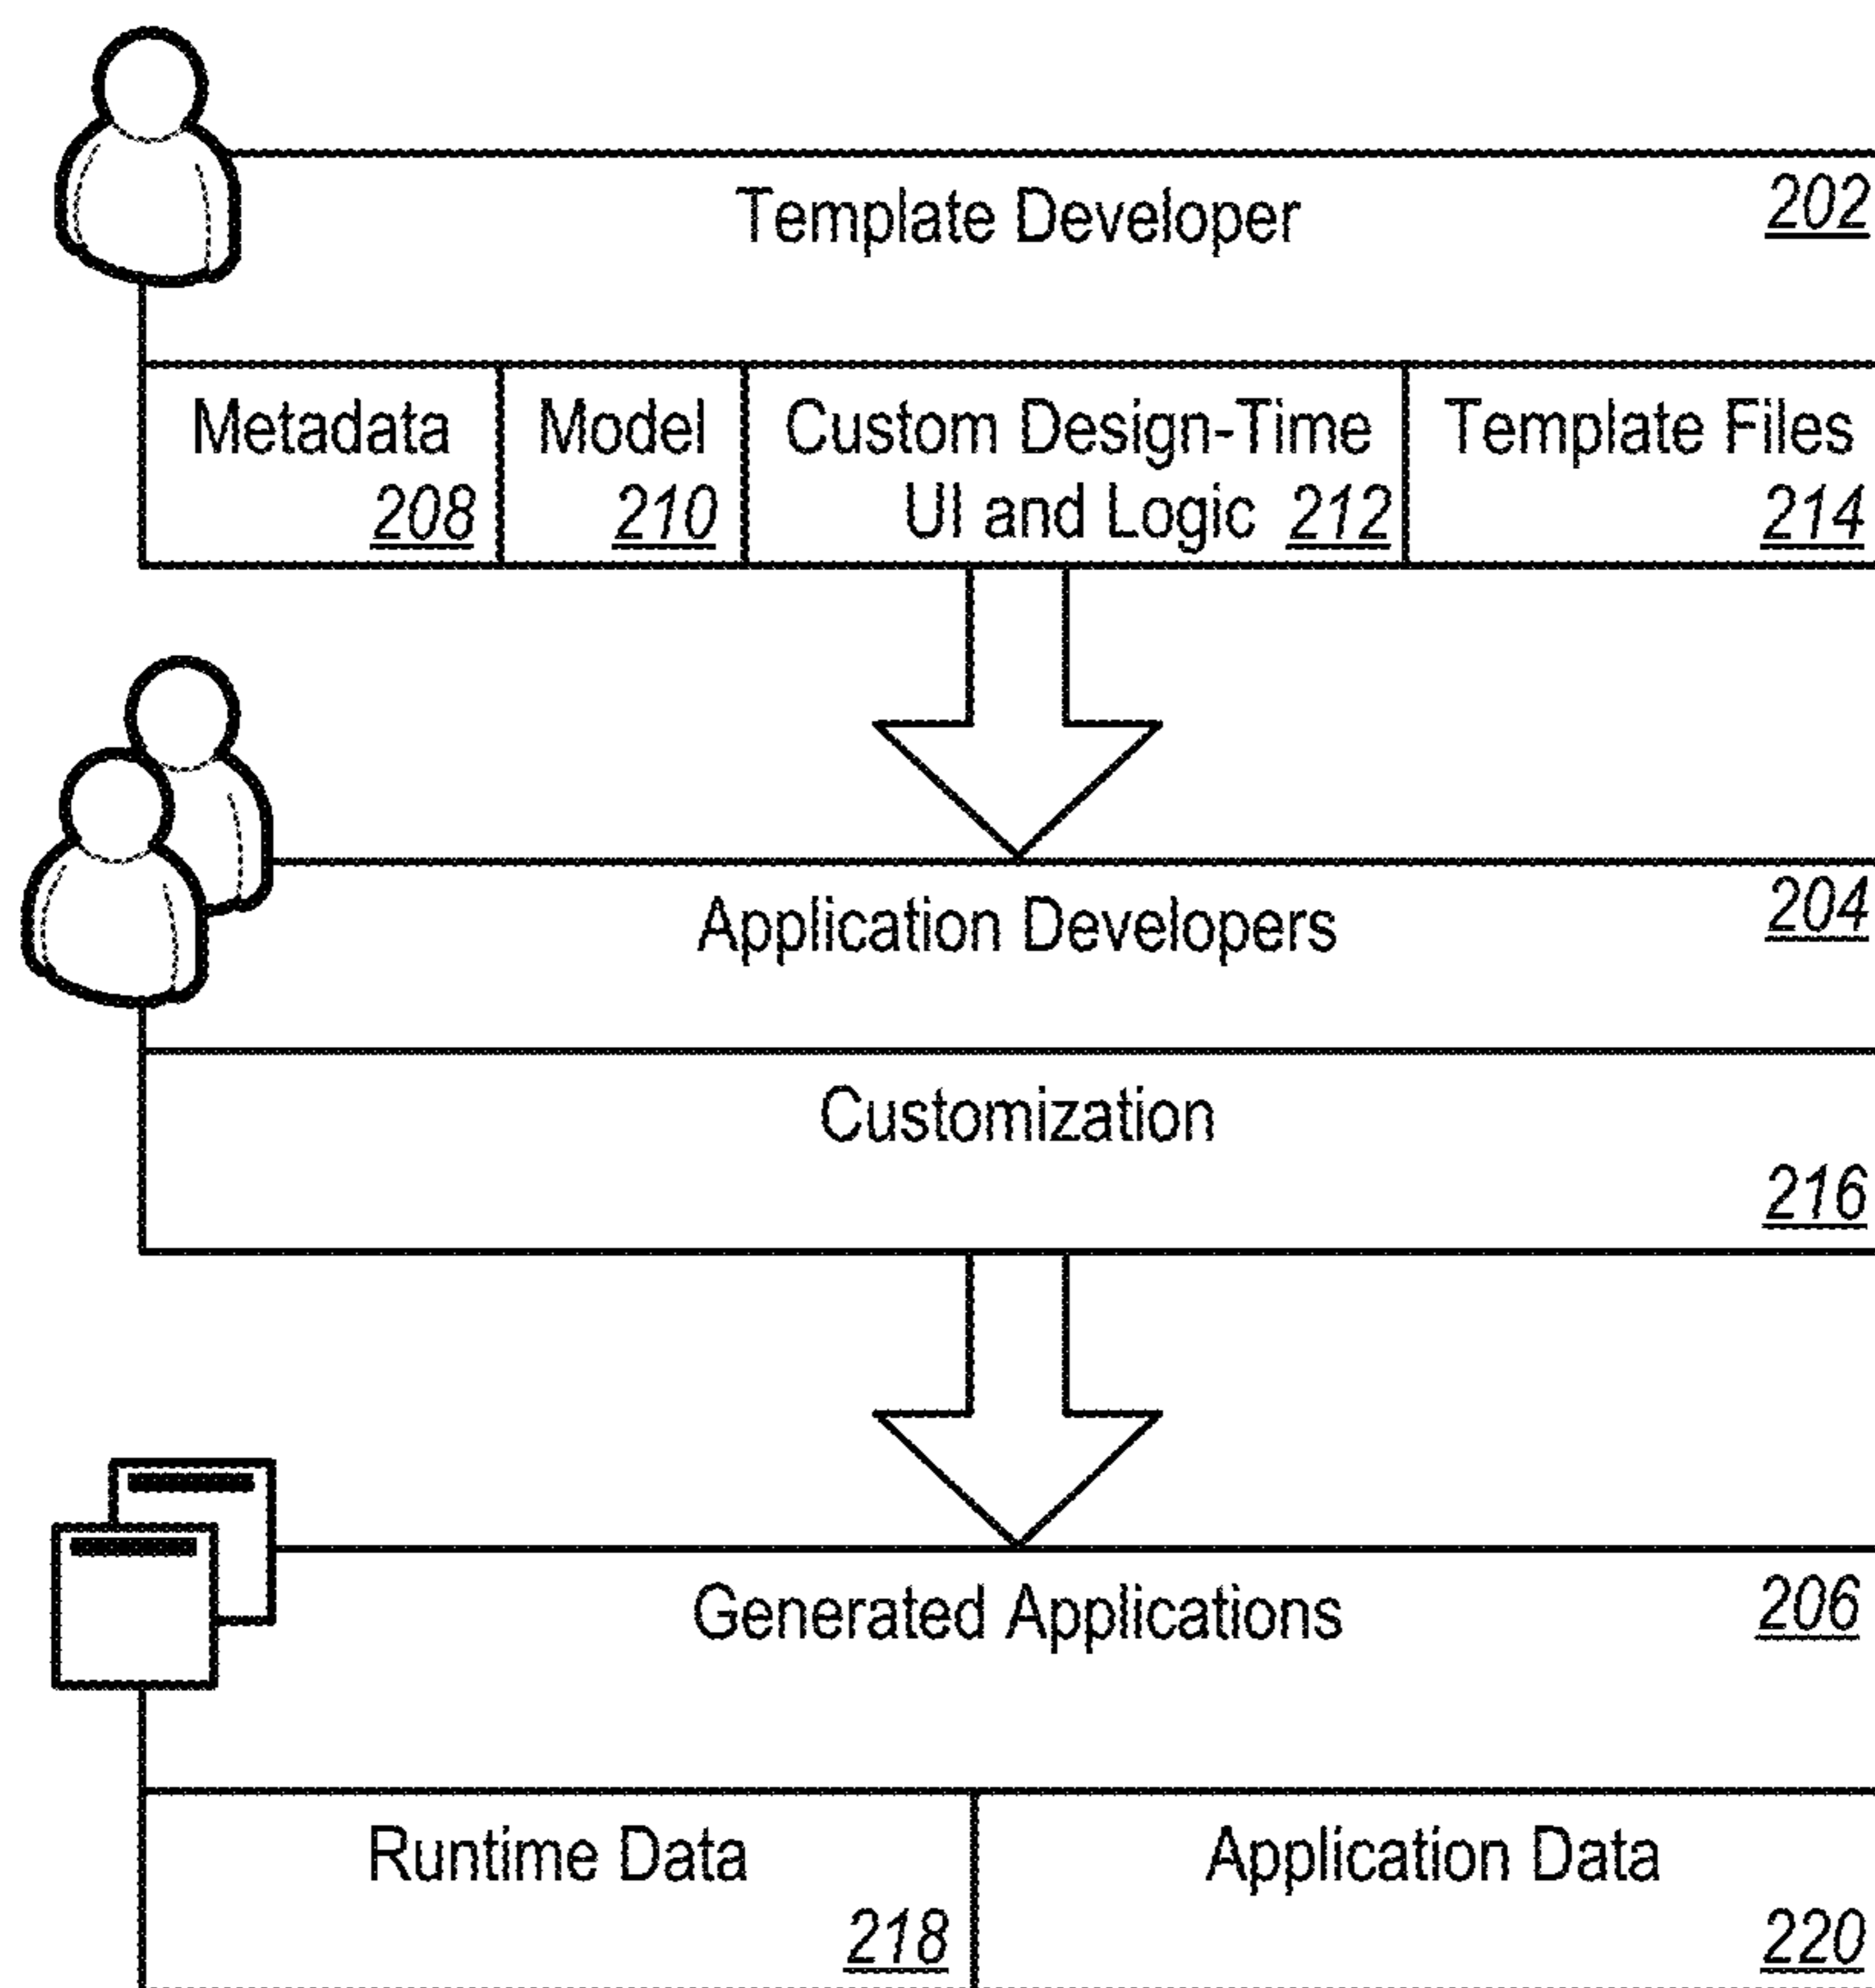 Template Developer 202
Metadata 208
Model 210
Custom Design-Time
UI and Logic 212
Template Files
214
Application Developers 204
Customization
216
Generated Applications 206
Runtime Data
218
Application Data
220